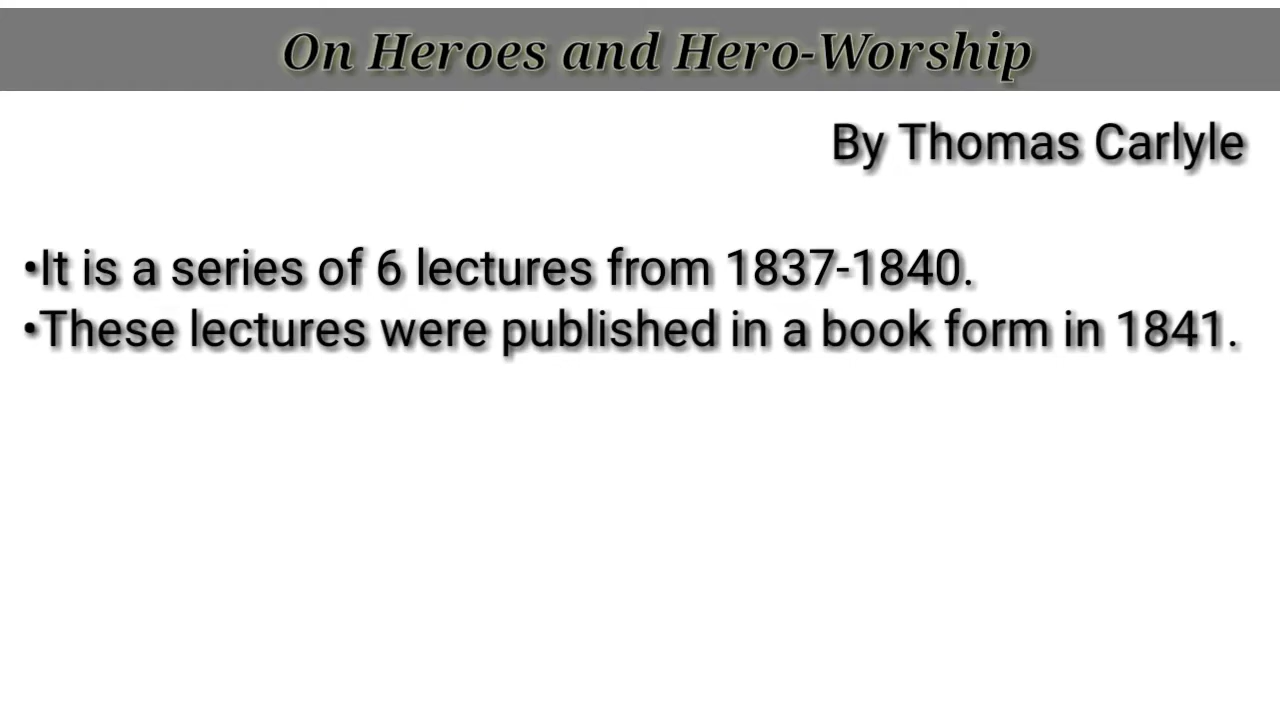 On Heroes and Hero-Worship
By Thomas Carlyle
•It is a series of 6 lectures from 1837-1840.
•These lectures were published in a book form in 1841.